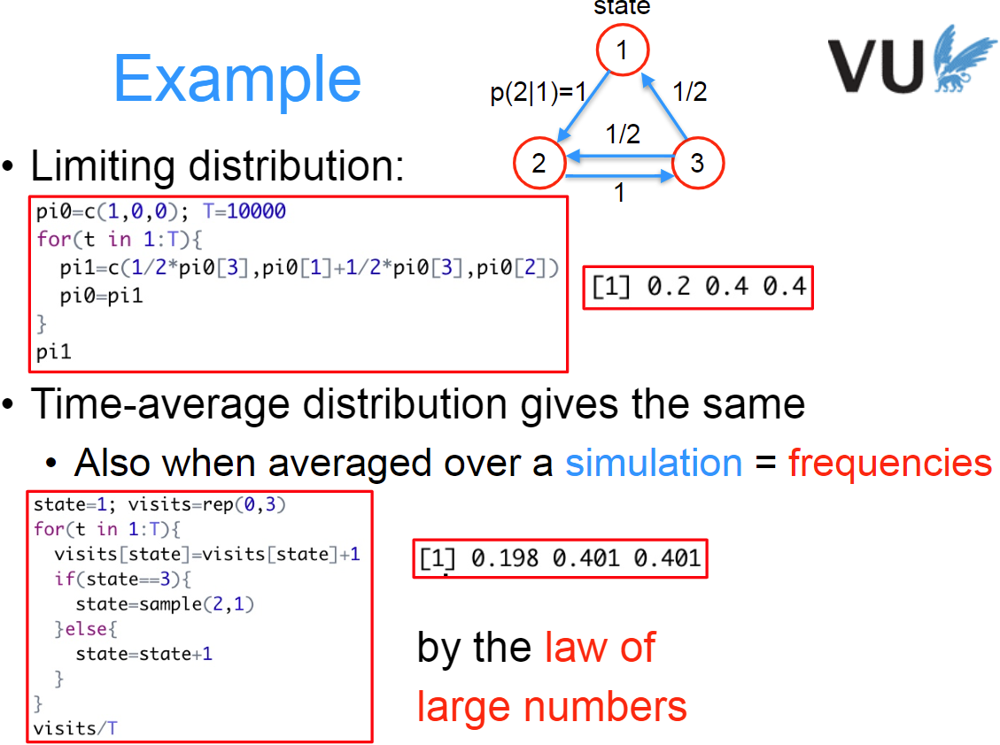 state
1
VU
Example
p(2|1)=1
1/2
1/2
2
3
1
• Limiting distribution:
pi0=c(1,0,0); T=10000
for(t in 1:T){
  pi1=c(1/2*pi0[3],pi0[1]+1/2*pi0[3],pi0[2])
  pi0=pi1
}
pi1
[1] 0.2 0.4 0.4
• Time-average distribution gives the same
• Also when averaged over a simulation = frequencies
state=1; visits=rep(0,3)
for(t in 1:T){
  visits[state]=visits[state]+1
  if(state==3){
    state=sample(2,1)
  }else{
    state=state+1
  }
}
visits/T
[1] 0.198 0.401 0.401
by the law of
large numbers